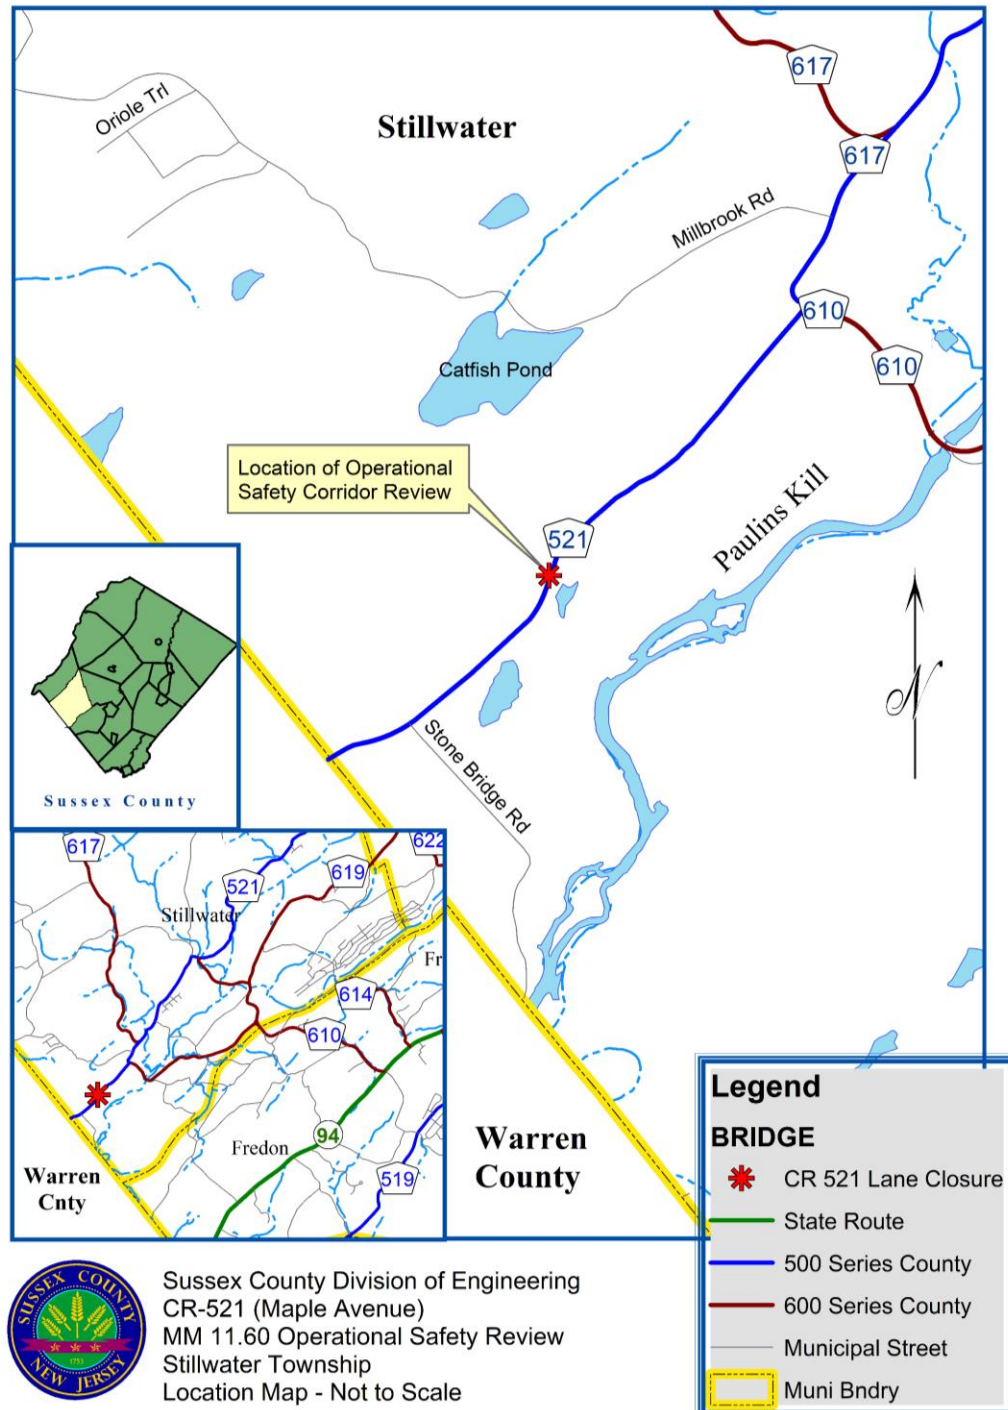 617
Oriole Trl
Stillwater
617
Millbrook Rd
610
610
Catfish Pond
Location of Operational
Safety Corridor Review
521
Paulins Kill
N
Stone Bridge Rd
Sussex County
617
521
619
622
Stillwater
Fr
614
610
94
Fredon
519
Warren
Cnty
Warren
County
Legend
BRIDGE
CR 521 Lane Closure
State Route
500 Series County
600 Series County
Municipal Street
Muni Bndry
SUSSEX COUNTY
1753
NEW JERSEY
Sussex County Division of Engineering
CR-521 (Maple Avenue)
MM 11.60 Operational Safety Review
Stillwater Township
Location Map - Not to Scale